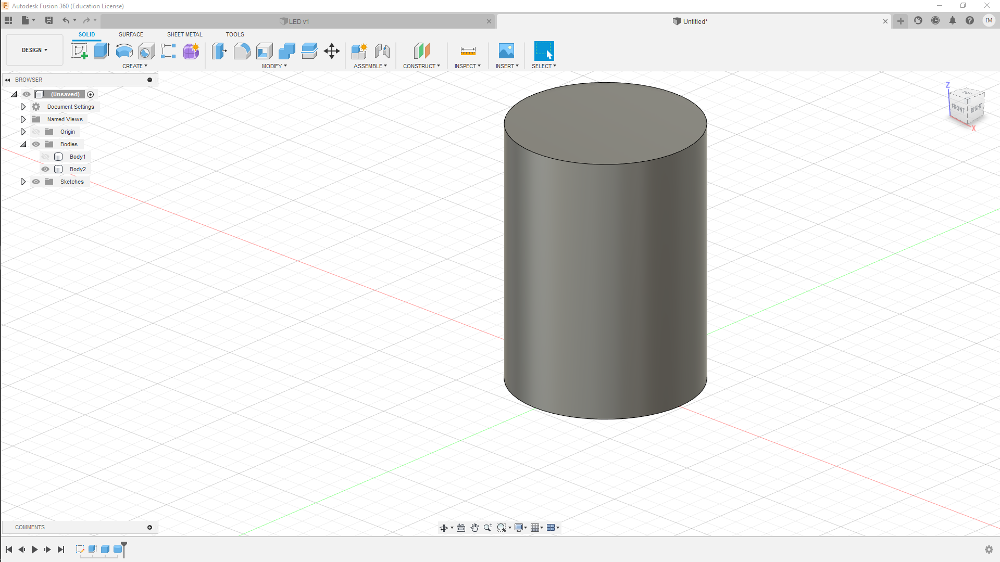 Autodesk Fusion 360 (Education License)
LED v1
Untitled*
IM
SOLID SURFACE SHEET METAL TOOLS
DESIGN
CREATE MODIFY ASSEMBLE CONSTRUCT INSPECT INSERT SELECT
BROWSER
(Unsaved)
Document Settings
Named Views
Origin
Bodies
Body1
Body2
Sketches
Z
FRONT RIGHT
X
COMMENTS